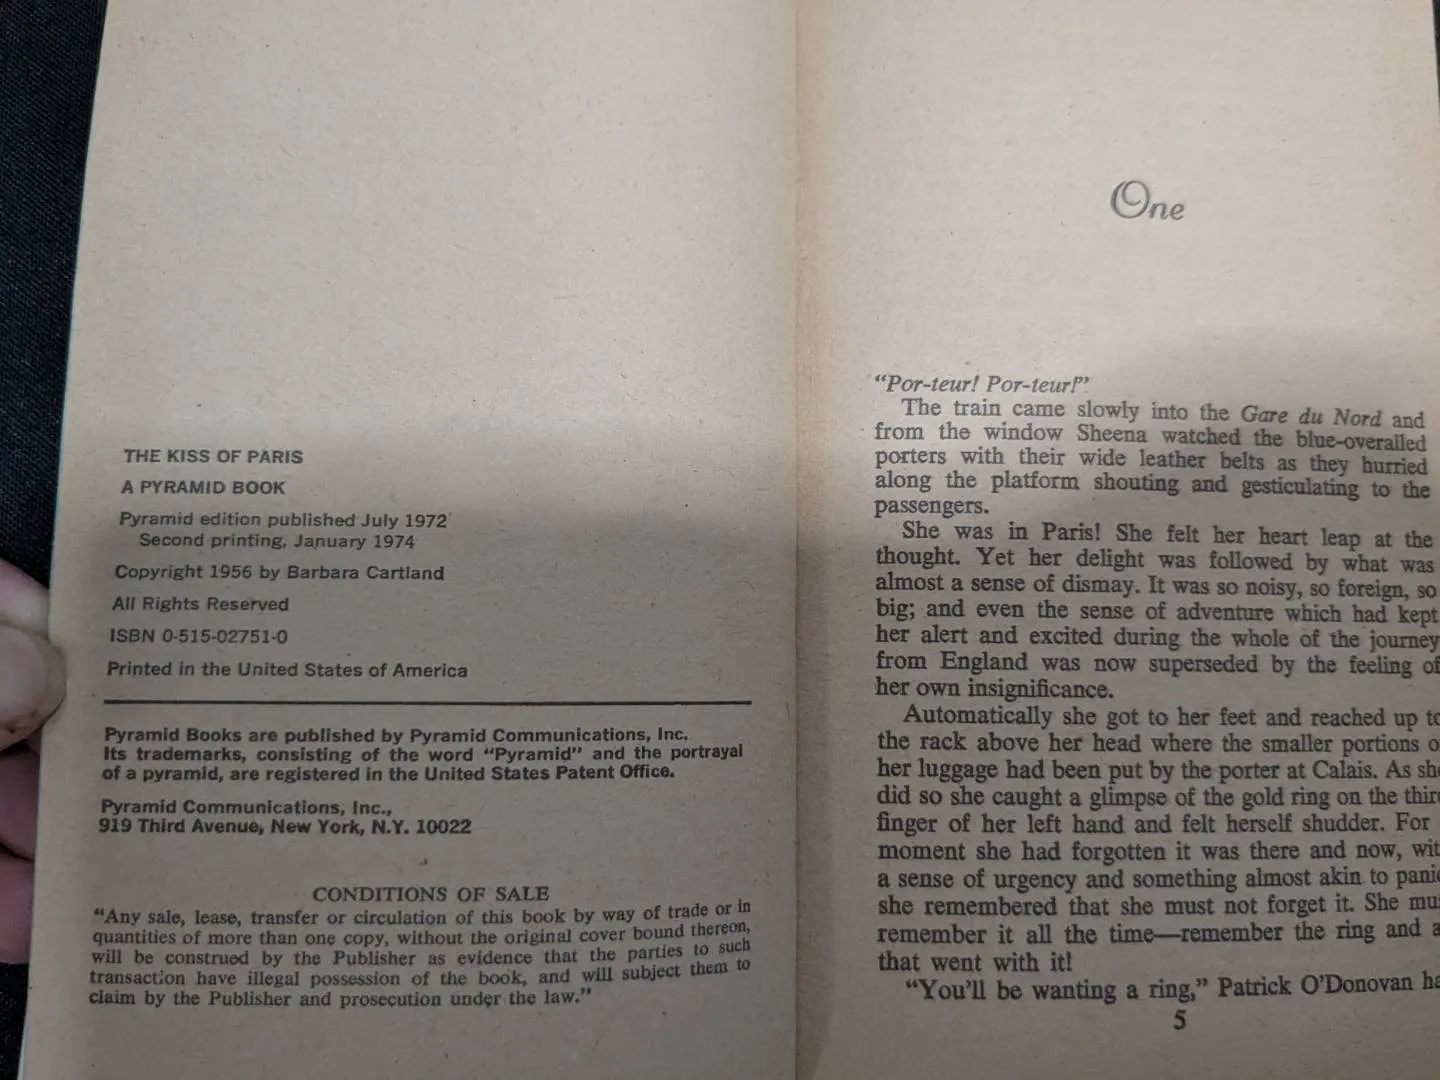 THE KISS OF PARIS
A PYRAMID BOOK
Pyramid edition published July 1972
Second printing, January 1974
Copyright 1956 by Barbara Cartland
All Rights Reserved
ISBN 0-515-02751-0
Printed in the United States of America
Pyramid Books are published by Pyramid Communications, Inc.
Its trademarks, consisting of the word "Pyramid" and the portrayal
of a pyramid, are registered in the United States Patent Office.
Pyramid Communications, Inc.,
919 Third Avenue, New York, N.Y. 10022
CONDITIONS OF SALE
"Any sale, lease, transfer or circulation of this book by way of trade or in
quantities of more than one copy, without the original cover bound thereon,
will be construed by the Publisher as evidence that the parties to such
transaction have illegal possession of the book, and will subject them to
claim by the Publisher and prosecution under the law."
One
"Por-teur! Por-teur!"
The train came slowly into the Gare du Nord and
from the window Sheena watched the blue-overalled
porters with their wide leather belts as they hurried
along the platform shouting and gesticulating to the
passengers.
She was in Paris! She felt her heart leap at the
thought. Yet her delight was followed by what was
almost a sense of dismay. It was so noisy, so foreign, so
big; and even the sense of adventure which had kept
her alert and excited during the whole of the journey
from England was now superseded by the feeling of
her own insignificance.
Automatically she got to her feet and reached up to
the rack above her head where the smaller portions
her luggage had been put by the porter at Calais. As
did so she caught a glimpse of the gold ring on the
finger of her left hand and felt herself shudder. For
moment she had forgotten it was there and now,
a sense of urgency and something almost akin to
she remembered that she must not forget it. She
remember it all the time—remember the ring and
that went with it!
"You'll be wanting a ring," Patrick O'Donovan
5